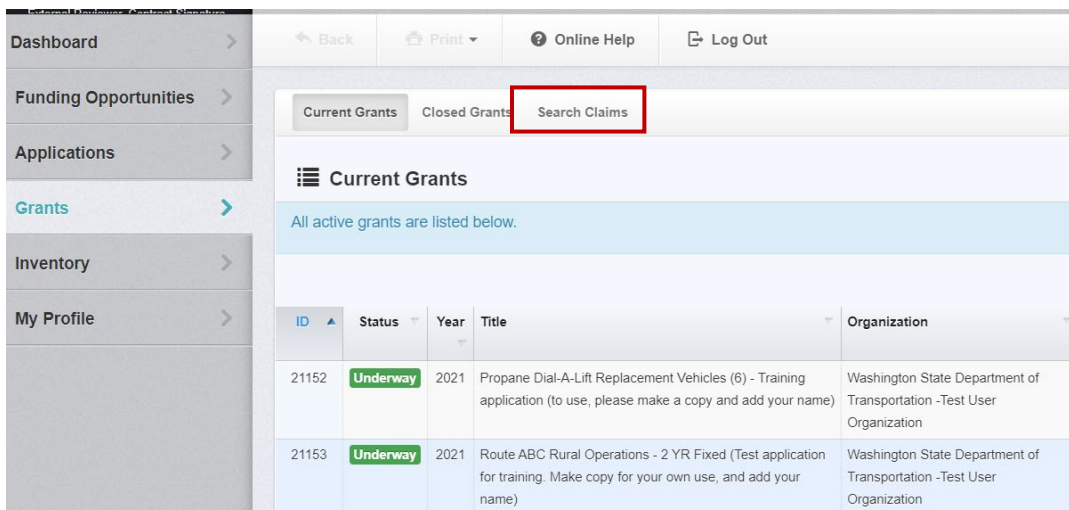 External Reviewer, Contract Signature
Dashboard
Funding Opportunities
Applications
Grants
Inventory
My Profile
Back Print Online Help Log Out
Current Grants Closed Grants Search Claims
Current Grants
All active grants are listed below.
ID Status Year Title Organization
21152 Underway 2021 Propane Dial-A-Lift Replacement Vehicles (6) - Training Washington State Department of
application (to use, please make a copy and add your name) Transportation -Test User
Organization
21153 Underway 2021 Route ABC Rural Operations - 2 YR Fixed (Test application Washington State Department of
for training. Make copy for your own use, and add your Transportation -Test User
name) Organization